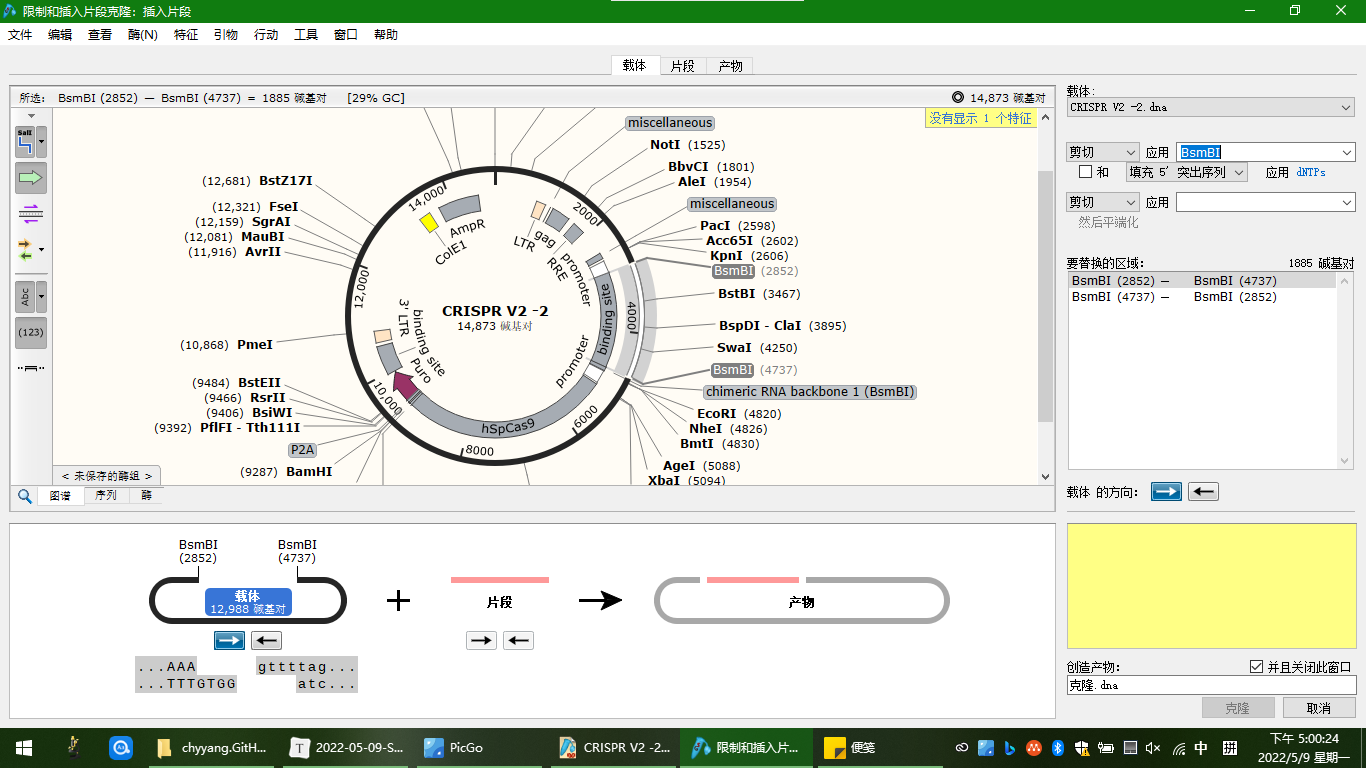 限制和插入片段克隆: 插入片段
文件 编辑 查看 酶(N) 特征 引物 行动 工具 窗口 帮助
载体 片段 产物
所选: BsmBI (2852) — BsmBI (4737) = 1885 碱基对 [29% GC]
14,873 碱基对
没有显示 1 个特征
SalI
Abc
(123)
miscellaneous
NotI (1525)
BbvCI (1801)
AleI (1954)
miscellaneous
PacI (2598)
Acc65I (2602)
KpnI (2606)
BsmBI (2852)
BstBI (3467)
BspDI - ClaI (3895)
SwaI (4250)
BsmBI (4737)
chimeric RNA backbone 1 (BsmBI)
EcoRI (4820)
NheI (4826)
BmtI (4830)
AgeI (5088)
XbaI (5094)
(12,681) BstZ17I
(12,321) FseI
(12,159) SgrAI
(12,081) MauBI
(11,916) AvrII
(10,868) PmeI
(9484) BstEII
(9466) RsrII
(9406) BsiWI
(9392) PflFI - Tth111I
P2A
(9287) BamHI
14,000
2000
4000
6000
8000
10,000
12,000
AmpR
ColE1
LTR
gag
RRE
promoter
binding site
promoter
hSpCas9
Puro
binding site
3' LTR
CRISPR V2 -2
14,873 碱基对
< 未保存的酶组 >
图谱 序列 酶
载体:
CRISPR V2 -2.dna
剪切 应用 BsmBI
和 填充 5' 突出序列 应用 dNTPs
剪切 应用
然后平端化
要替换的区域: 1885 碱基对
BsmBI (2852) — BsmBI (4737)
BsmBI (4737) — BsmBI (2852)
载体 的方向:
BsmBI
(2852)
BsmBI
(4737)
载体
12,988 碱基对
+
片段
产物
...AAA gttttag...
...TTTGTGG atc...
创造产物: 并且关闭此窗口
克隆.dna
克隆 取消
chyyang.GitH...
T
2022-05-09-S...
PicGo
CRISPR V2 -2...
限制和插入片...
便笺
中
拼
下午 5:00:24
2022/5/9 星期一